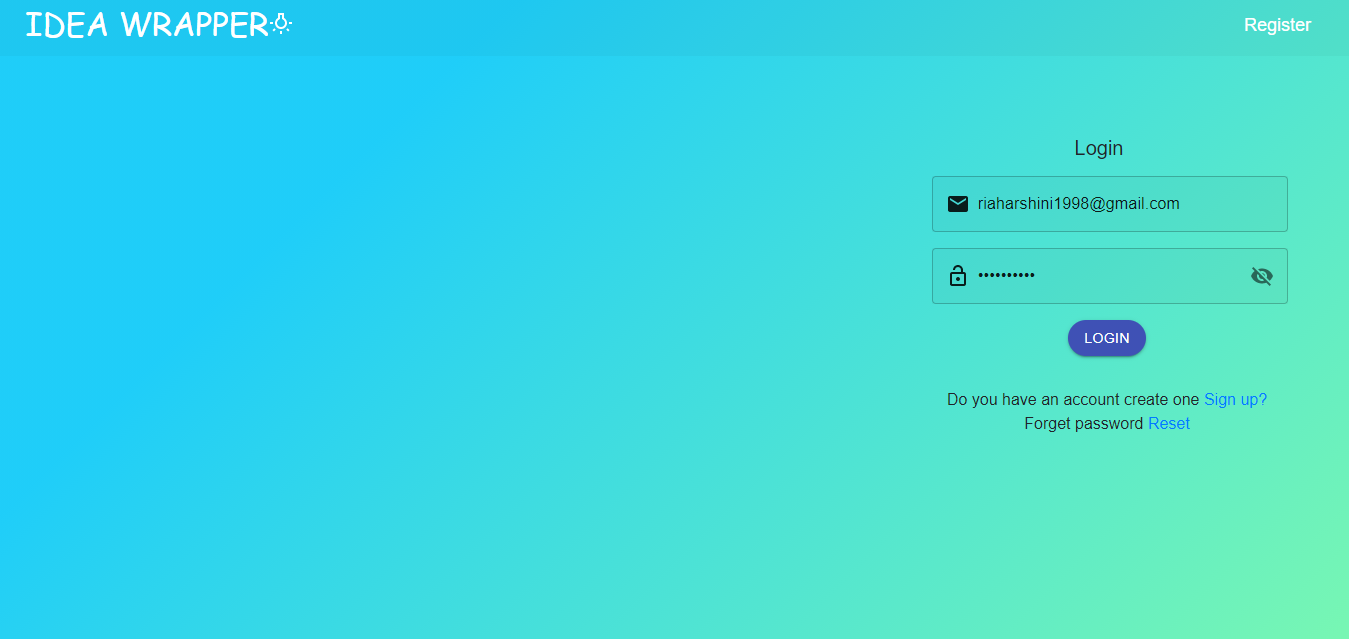 IDEA WRAPPER
Register
Login
riaharshini1998@gmail.com
••••••••••
LOGIN
Do you have an account create one Sign up?
Forget password Reset